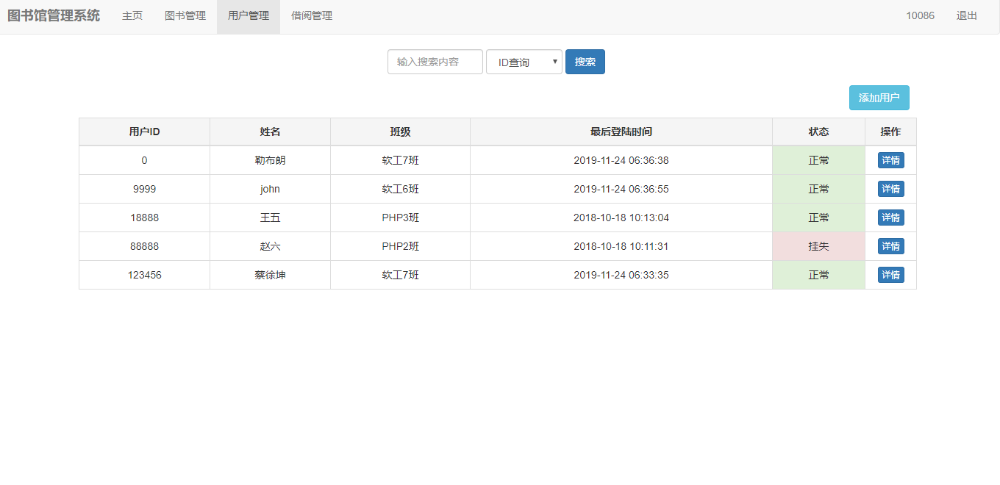 图书馆管理系统 主页 图书管理 用户管理 借阅管理 10086 退出
输入搜索内容 ID查询 搜索
添加用户
用户ID 姓名 班级 最后登陆时间 状态 操作
0 勒布朗 软工7班 2019-11-24 06:36:38 正常 详情
9999 john 软工6班 2019-11-24 06:36:55 正常 详情
18888 王五 PHP3班 2018-10-18 10:13:04 正常 详情
88888 赵六 PHP2班 2018-10-18 10:11:31 挂失 详情
123456 蔡徐坤 软工7班 2019-11-24 06:33:35 正常 详情